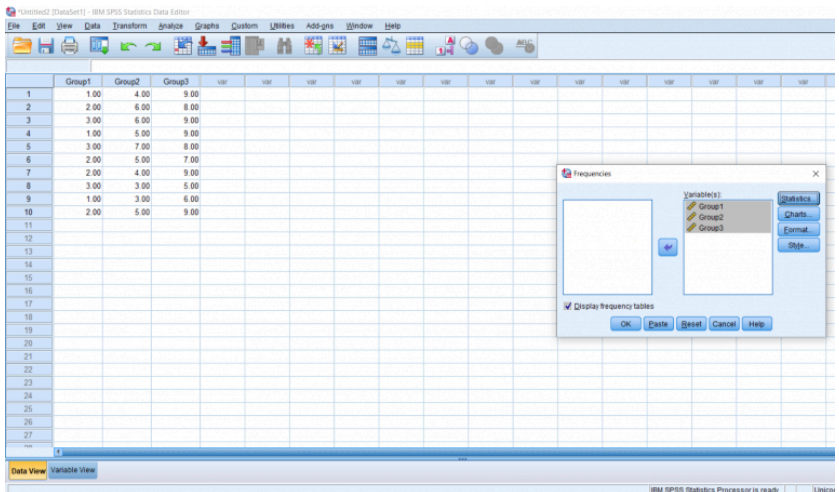 *Untitled2 [DataSet1] - IBM SPSS Statistics Data Editor
File Edit View Data Transform Analyze Graphs Custom Utilities Add-ons Window Help
Group1 Group2 Group3 var var var var var var var var var var var var
1 1.00 4.00 9.00
2 2.00 6.00 8.00
3 3.00 6.00 9.00
4 1.00 5.00 9.00
5 3.00 7.00 8.00
6 2.00 5.00 7.00
7 2.00 4.00 9.00
8 3.00 3.00 5.00
9 1.00 3.00 6.00
10 2.00 5.00 9.00
11
12
13
14
15
16
17
18
19
20
21
22
23
24
25
26
27
Frequencies
Variable(s):
Group1
Group2
Group3
Statistics...
Charts...
Format...
Style...
Display frequency tables
OK Paste Reset Cancel Help
Data View Variable View
IBM SPSS Statistics Processor is ready